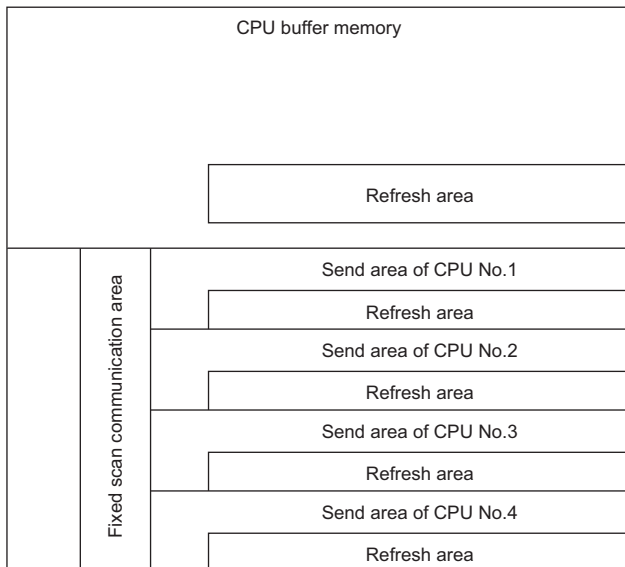 CPU buffer memory
Refresh area
Fixed scan communication area
Send area of CPU No.1
Refresh area
Send area of CPU No.2
Refresh area
Send area of CPU No.3
Refresh area
Send area of CPU No.4
Refresh area